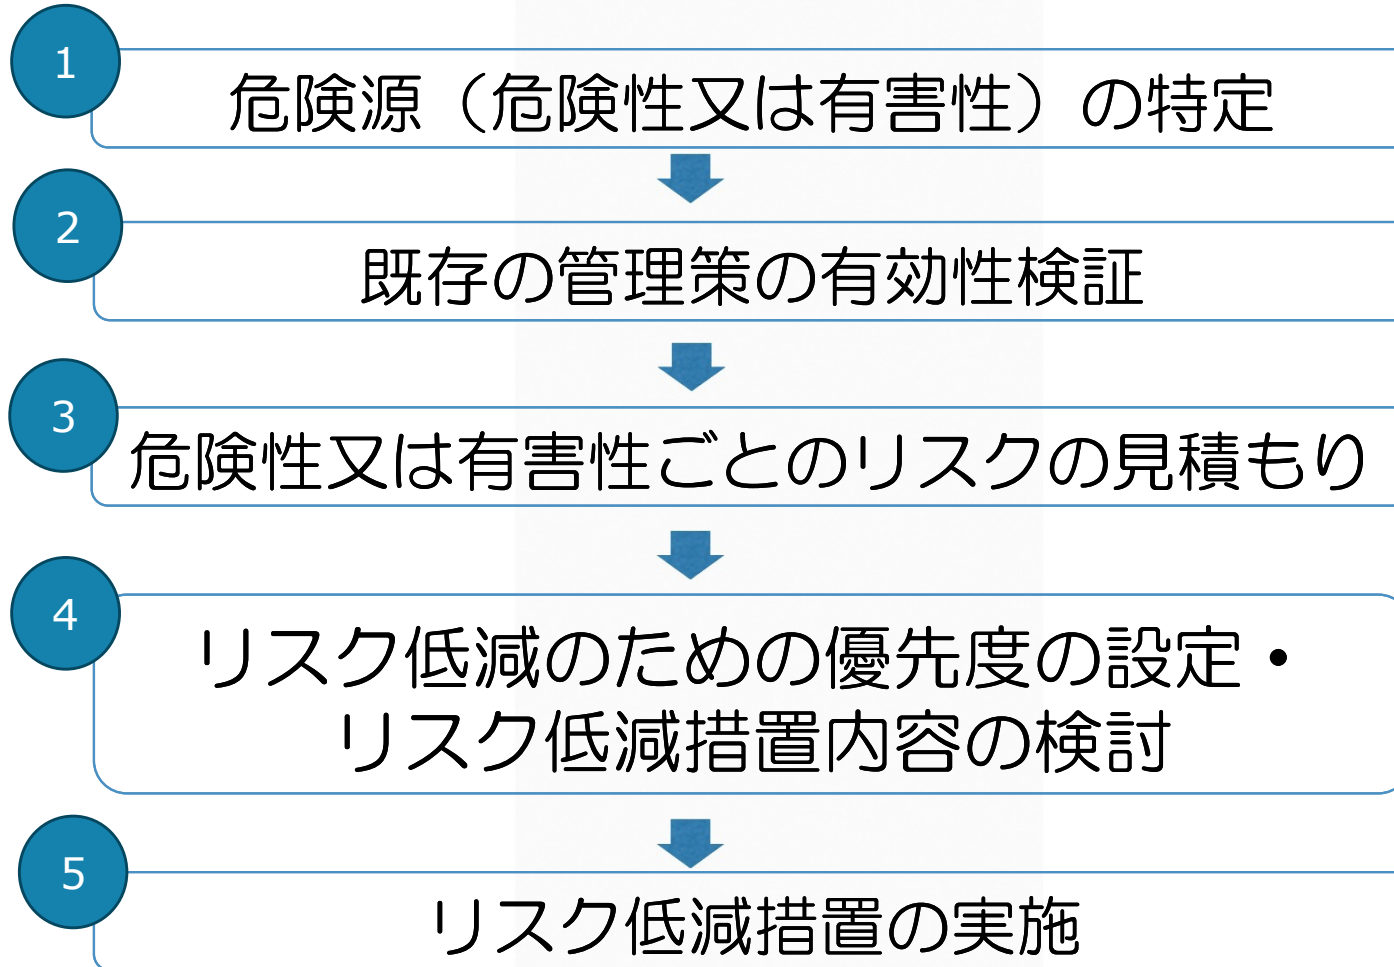 1
危険源（危険性又は有害性）の特定
2
既存の管理策の有効性検証
3
危険性又は有害性ごとのリスクの見積もり
4
リスク低減のための優先度の設定・
リスク低減措置内容の検討
5
リスク低減措置の実施